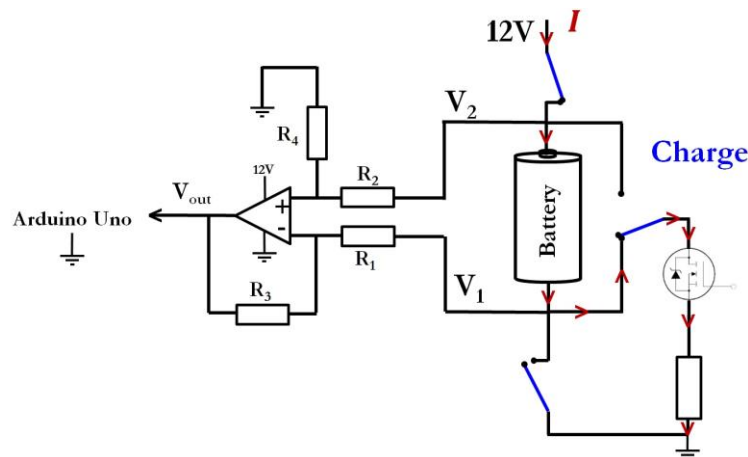 12V
I
V2
R4
Charge
12V
R2
Vout
Battery
+
Arduino Uno
-
R1
V1
R3